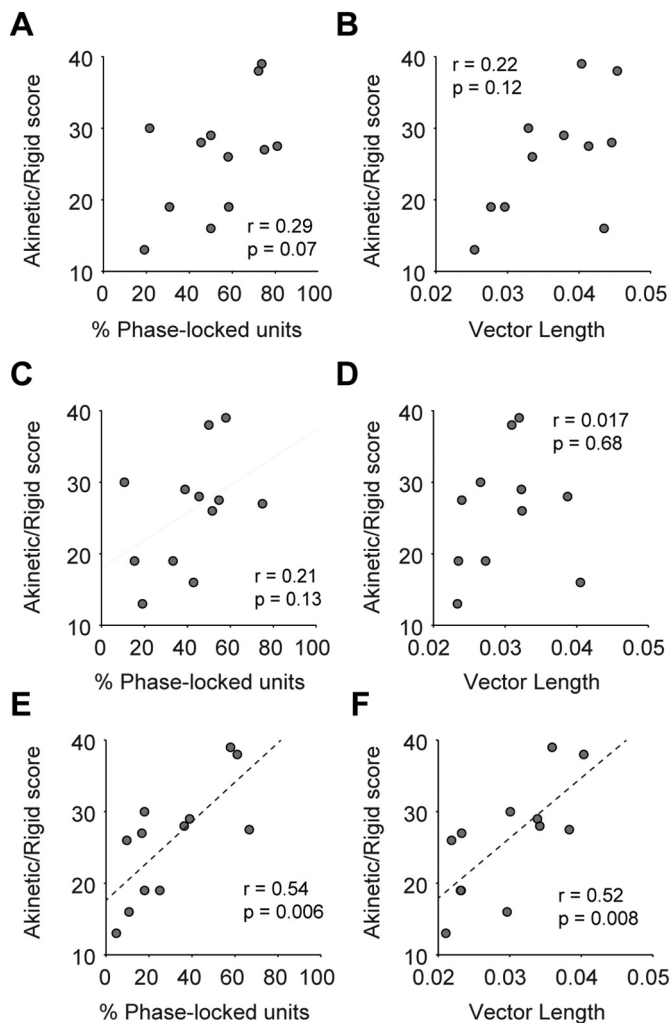 A
B
Akinetic/Rigid score
40
30
20
10
r = 0.29
p = 0.07
0 20 40 60 80 100
% Phase-locked units
Akinetic/Rigid score
40
30
20
10
r = 0.22
p = 0.12
0.02 0.03 0.04 0.05
Vector Length
C
D
Akinetic/Rigid score
40
30
20
10
r = 0.21
p = 0.13
0 20 40 60 80 100
% Phase-locked units
Akinetic/Rigid score
40
30
20
10
r = 0.017
p = 0.68
0.02 0.03 0.04 0.05
Vector Length
E
F
Akinetic/Rigid score
40
30
20
10
r = 0.54
p = 0.006
0 20 40 60 80 100
% Phase-locked units
Akinetic/Rigid score
40
30
20
10
r = 0.52
p = 0.008
0.02 0.03 0.04 0.05
Vector Length